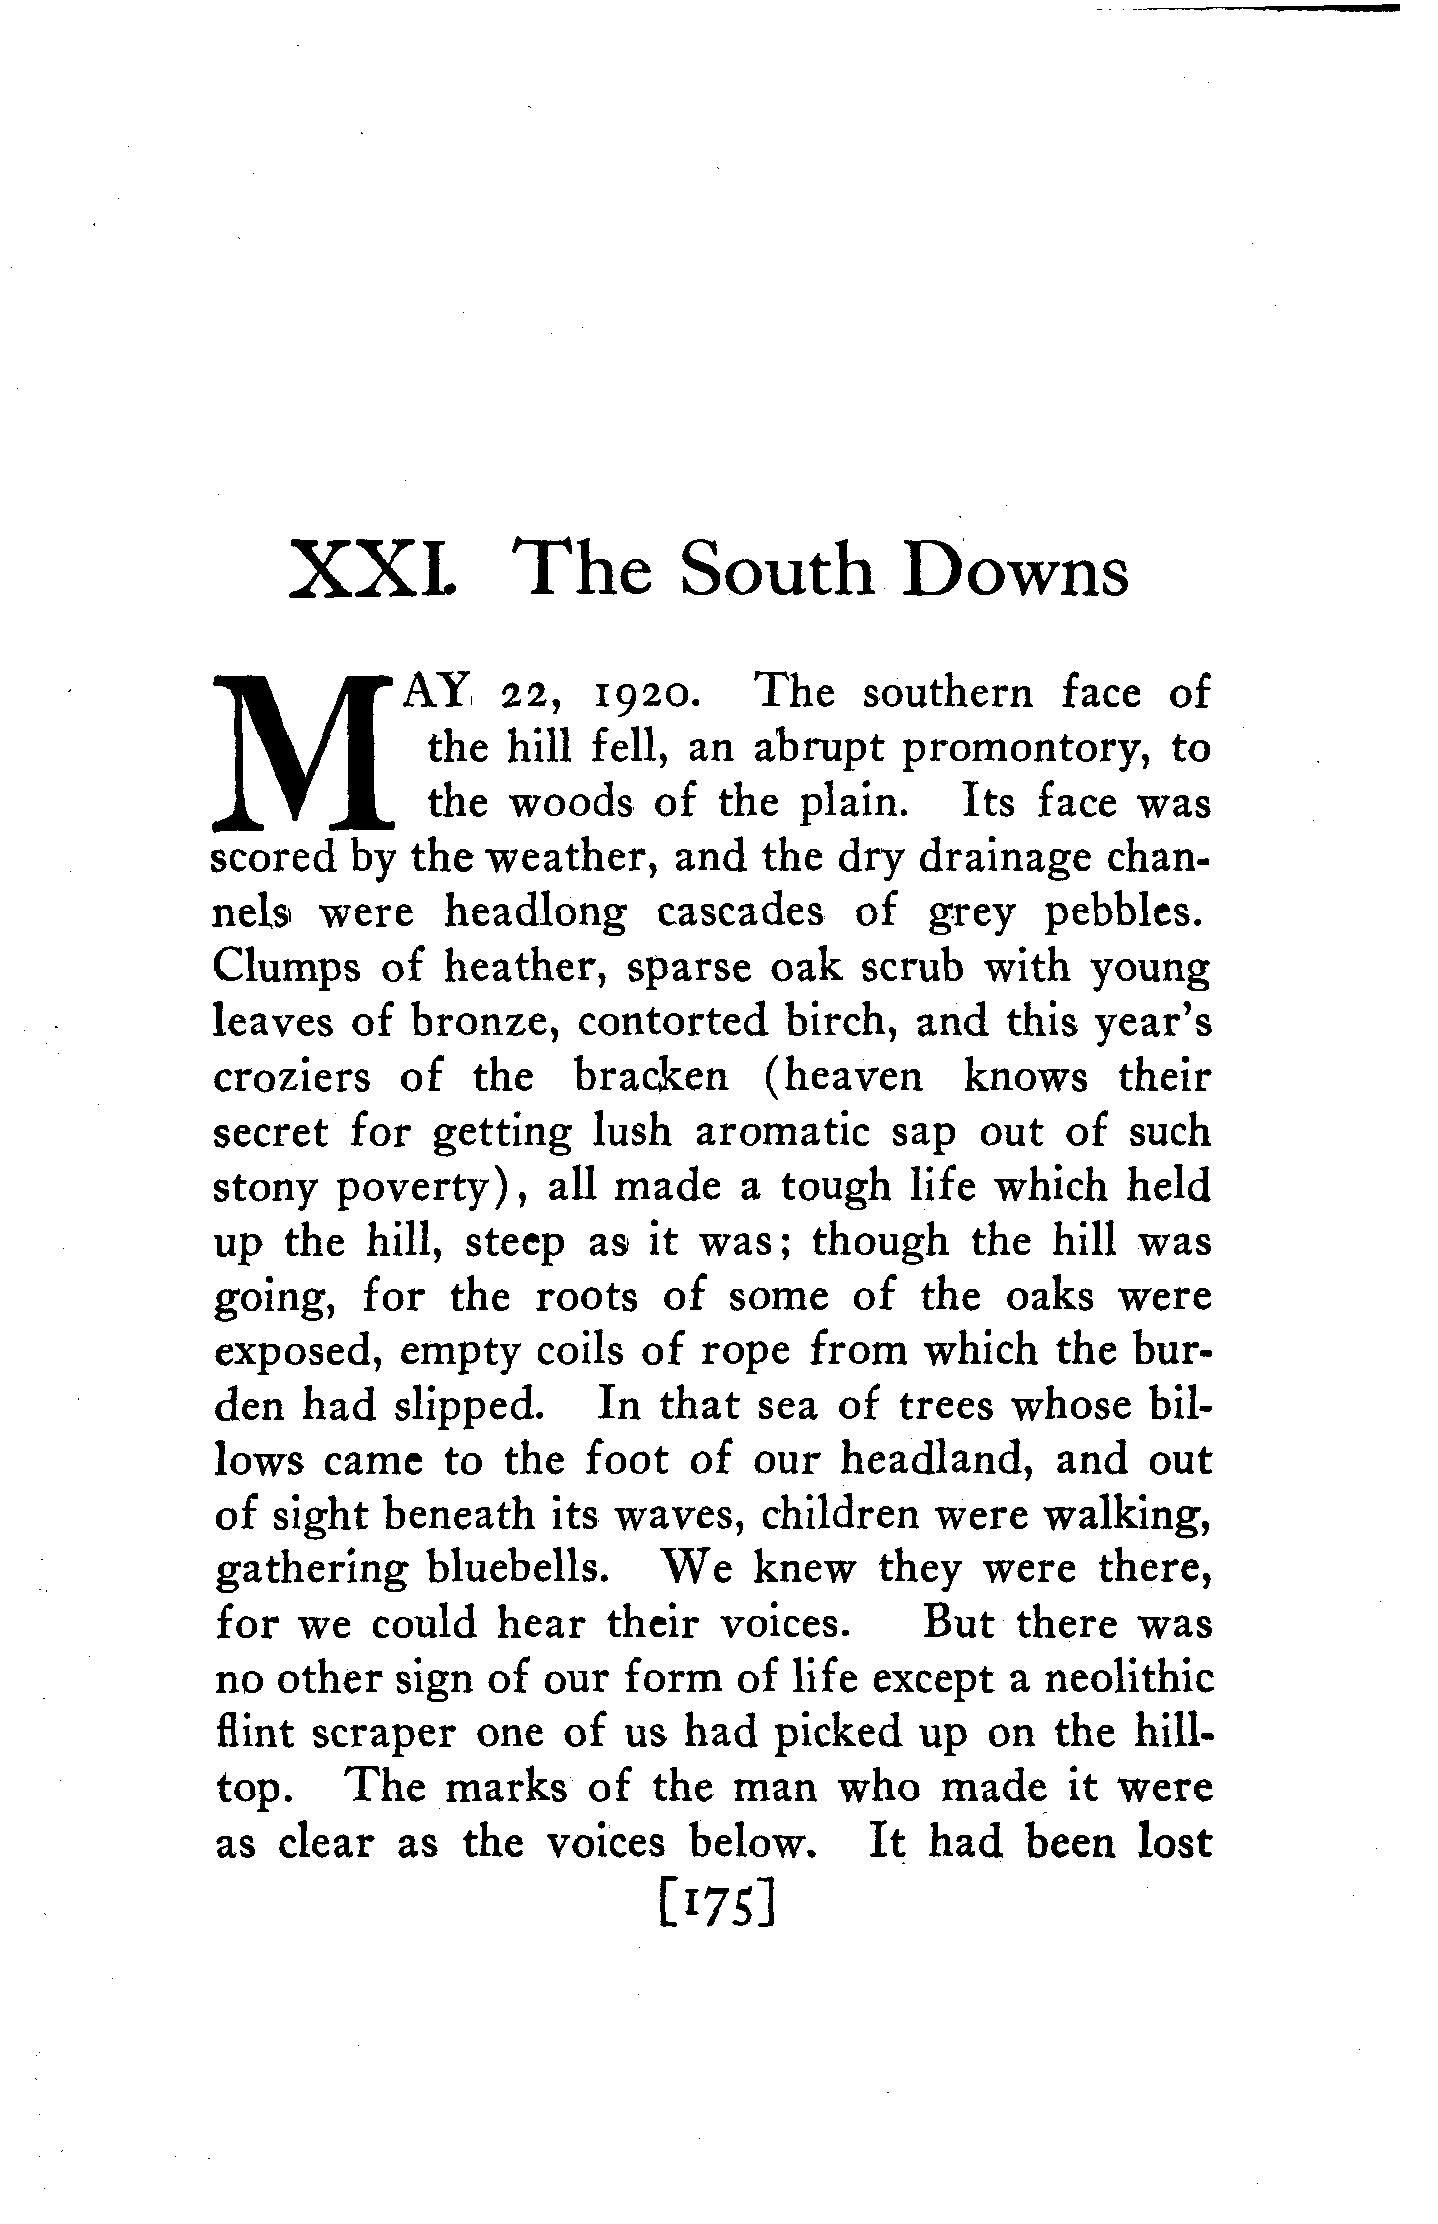 XXI. The South Downs
MAY 22, 1920. The southern face of
the hill fell, an abrupt promontory, to
the woods of the plain. Its face was
scored by the weather, and the dry drainage chan-
nels were headlong cascades of grey pebbles.
Clumps of heather, sparse oak scrub with young
leaves of bronze, contorted birch, and this year's
croziers of the bracken (heaven knows their
secret for getting lush aromatic sap out of such
stony poverty), all made a tough life which held
up the hill, steep as it was; though the hill was
going, for the roots of some of the oaks were
exposed, empty coils of rope from which the bur-
den had slipped. In that sea of trees whose bil-
lows came to the foot of our headland, and out
of sight beneath its waves, children were walking,
gathering bluebells. We knew they were there,
for we could hear their voices. But there was
no other sign of our form of life except a neolithic
flint scraper one of us had picked up on the hill-
top. The marks of the man who made it were
as clear as the voices below. It had been lost
[175]